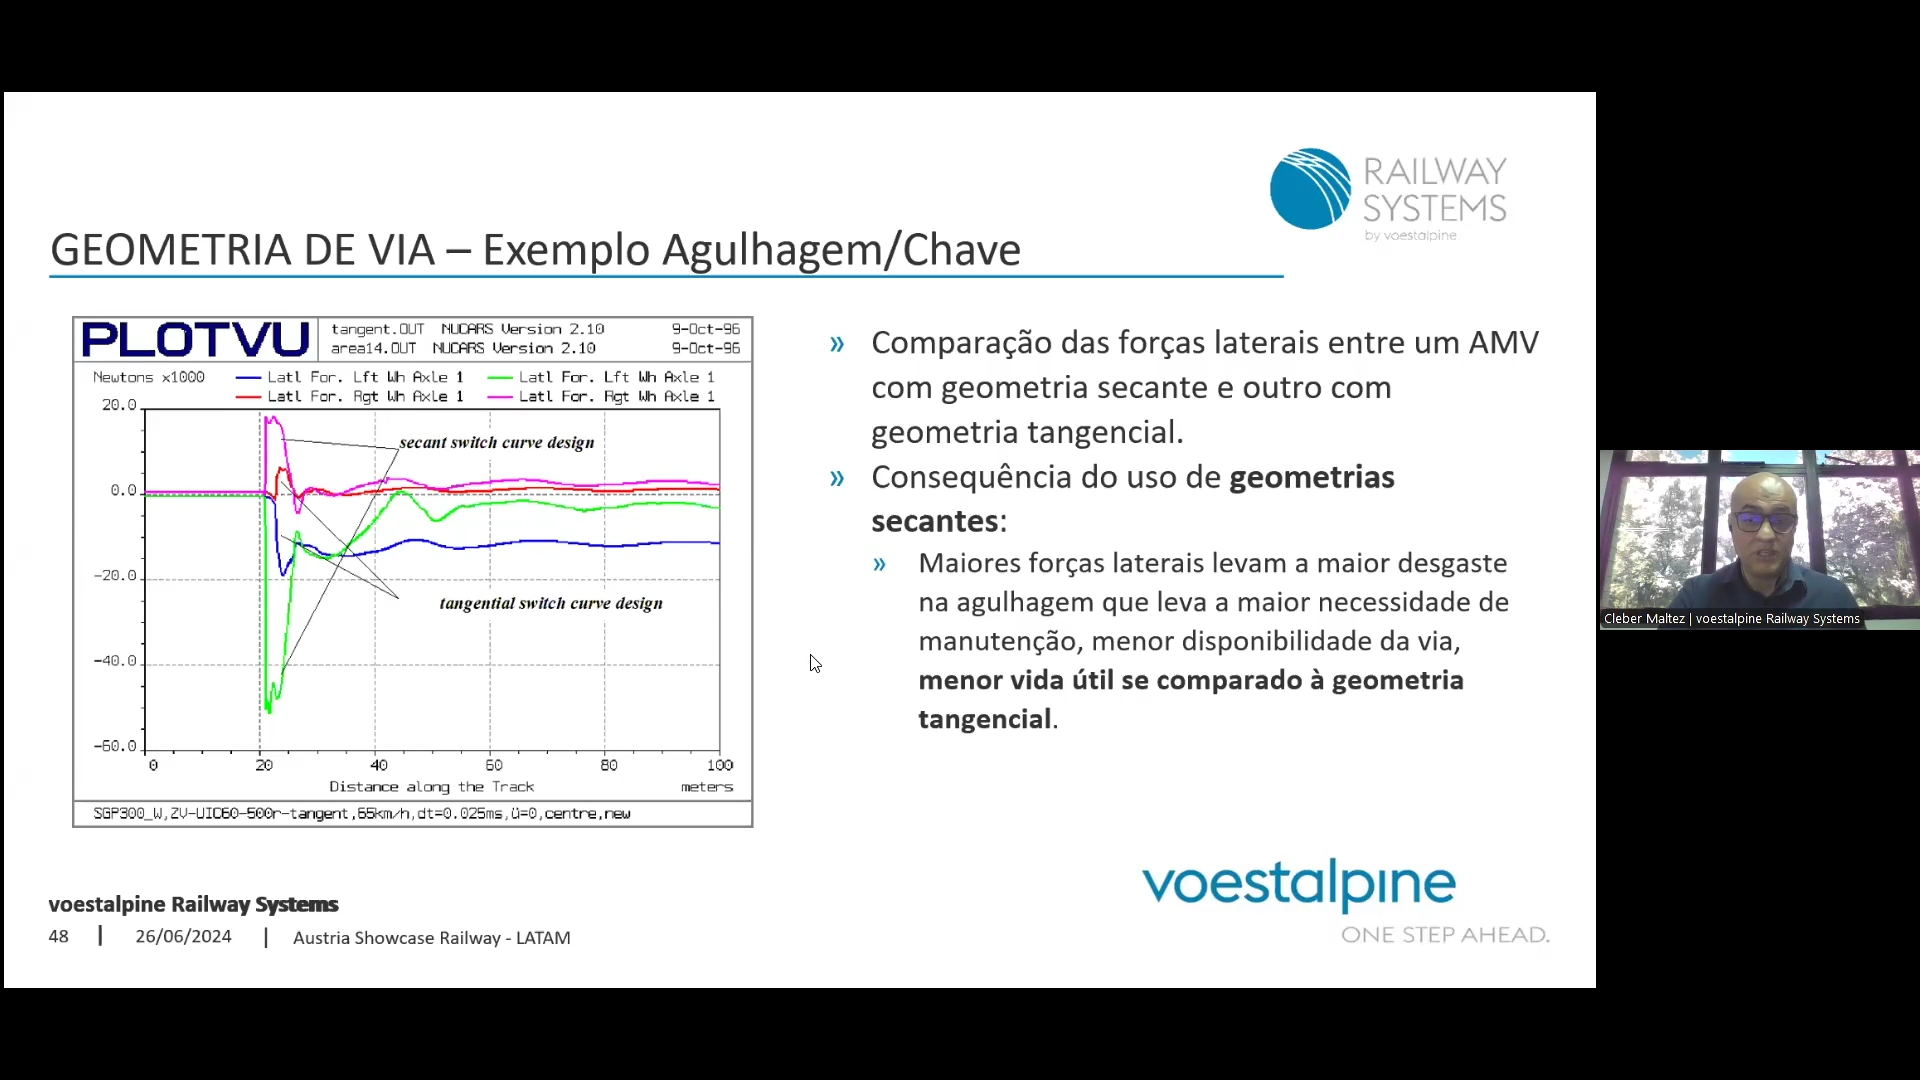 RAILWAY
SYSTEMS
by voestalpine
GEOMETRIA DE VIA – Exemplo Agulhagem/Chave
PLOTVU
tangent.OUT NUCARS Version 2.10 9-Oct-96
area14.OUT NUCARS Version 2.10 9-Oct-96
Newtons x1000 Latl For. Lft Wh Axle 1 Latl For. Lft Wh Axle 1
Latl For. Rgt Wh Axle 1 Latl For. Rgt Wh Axle 1
20.0
secant switch curve design
0.0
-20.0
tangential switch curve design
-40.0
-60.0
0 20 40 60 80 100
Distance along the Track meters
SGP300_W,ZV-UIC60-500r-tangent,65km/h,dt=0.025ms,ü=0,centre,new
» Comparação das forças laterais entre um AMV
com geometria secante e outro com
geometria tangencial.
» Consequência do uso de geometrias
secantes:
» Maiores forças laterais levam a maior desgaste
na agulhagem que leva a maior necessidade de
manutenção, menor disponibilidade da via,
menor vida útil se comparado à geometria
tangencial.
Cleber Maltez | voestalpine Railway Systems
voestalpine
ONE STEP AHEAD.
voestalpine Railway Systems
48 | 26/06/2024 | Austria Showcase Railway - LATAM